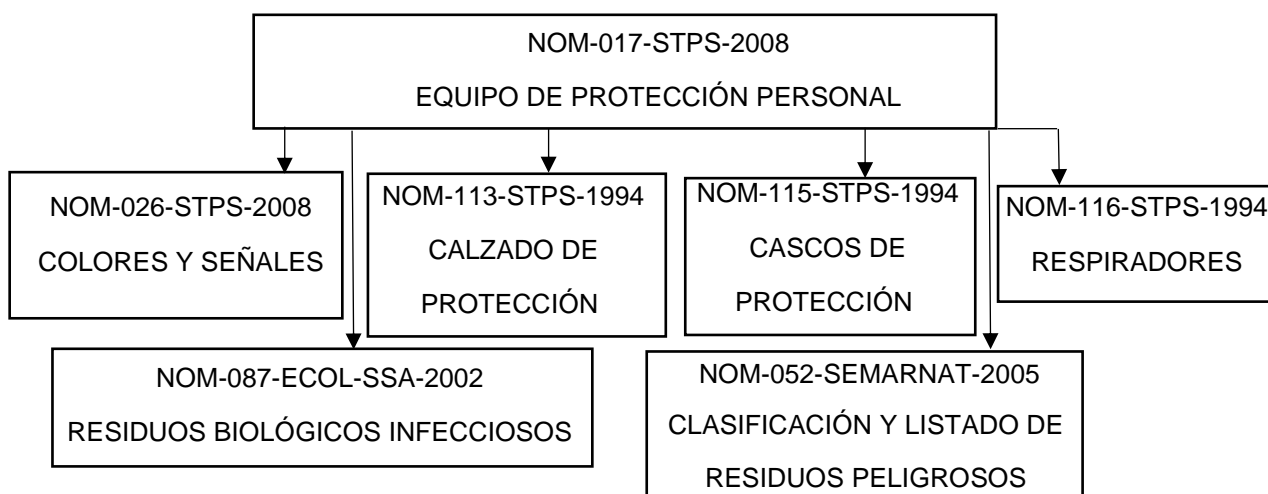 NOM-017-STPS-2008
EQUIPO DE PROTECCIÓN PERSONAL
NOM-026-STPS-2008
COLORES Y SEÑALES
NOM-113-STPS-1994
CALZADO DE
PROTECCIÓN
NOM-115-STPS-1994
CASCOS DE
PROTECCIÓN
NOM-116-STPS-1994
RESPIRADORES
NOM-087-ECOL-SSA-2002
RESIDUOS BIOLÓGICOS INFECCIOSOS
NOM-052-SEMARNAT-2005
CLASIFICACIÓN Y LISTADO DE
RESIDUOS PELIGROSOS